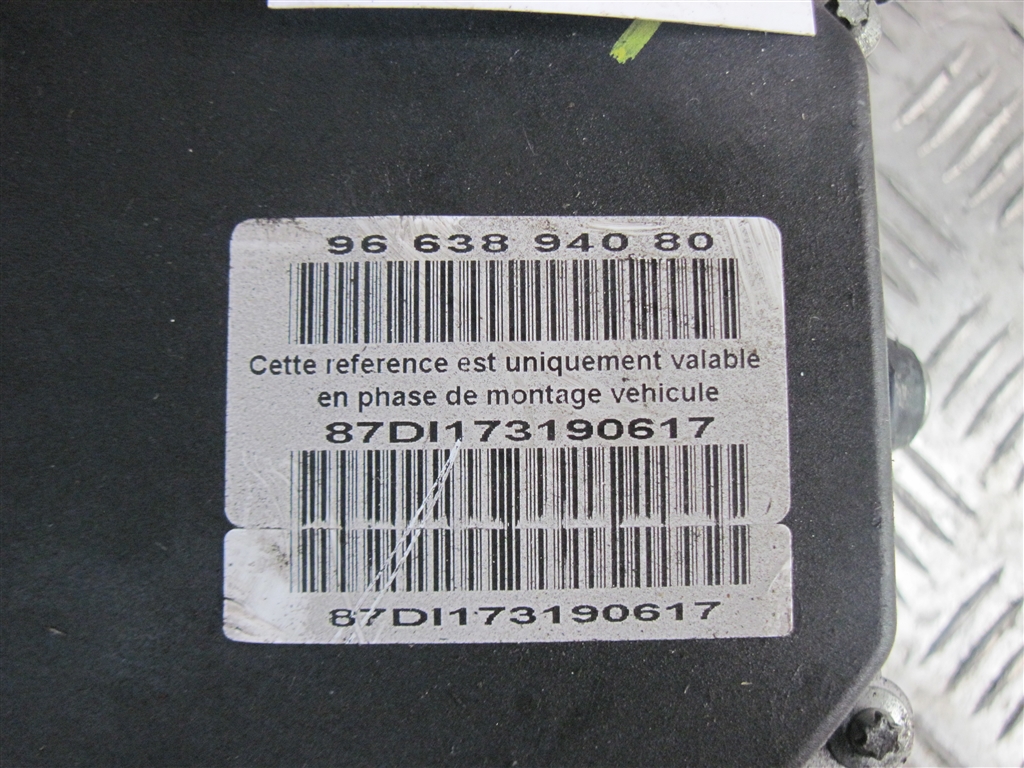 96 638 940 80
Cette reference est uniquement valable
en phase de montage vehicule
87DI173190617
87DI173190617